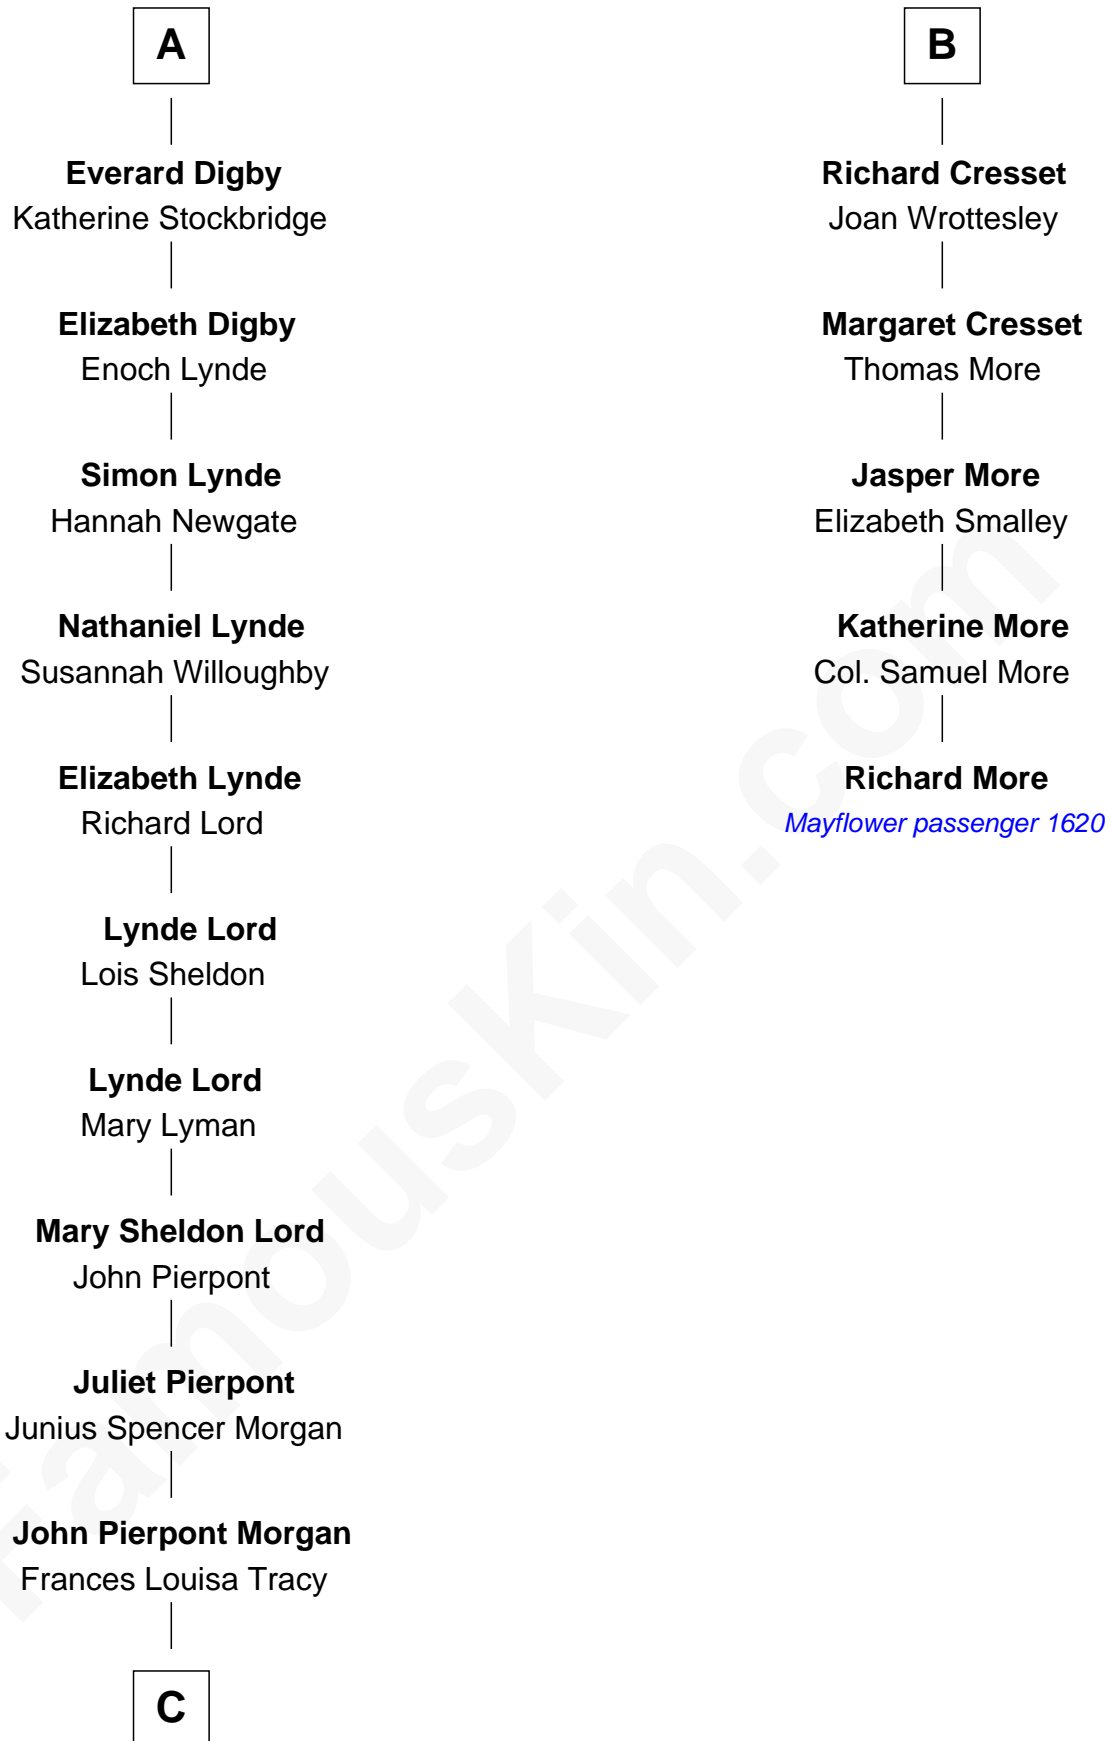 A
Everard Digby
Katherine Stockbridge
Elizabeth Digby
Enoch Lynde
Simon Lynde
Hannah Newgate
Nathaniel Lynde
Susannah Willoughby
Elizabeth Lynde
Richard Lord
Lynde Lord
Lois Sheldon
Lynde Lord
Mary Lyman
Mary Sheldon Lord
John Pierpont
Juliet Pierpont
Junius Spencer Morgan
John Pierpont Morgan
Frances Louisa Tracy
C
B
Richard Cresset
Joan Wrottesley
Margaret Cresset
Thomas More
Jasper More
Elizabeth Smalley
Katherine More
Col. Samuel More
Richard More
Mayflower passenger 1620
FamousKin.com